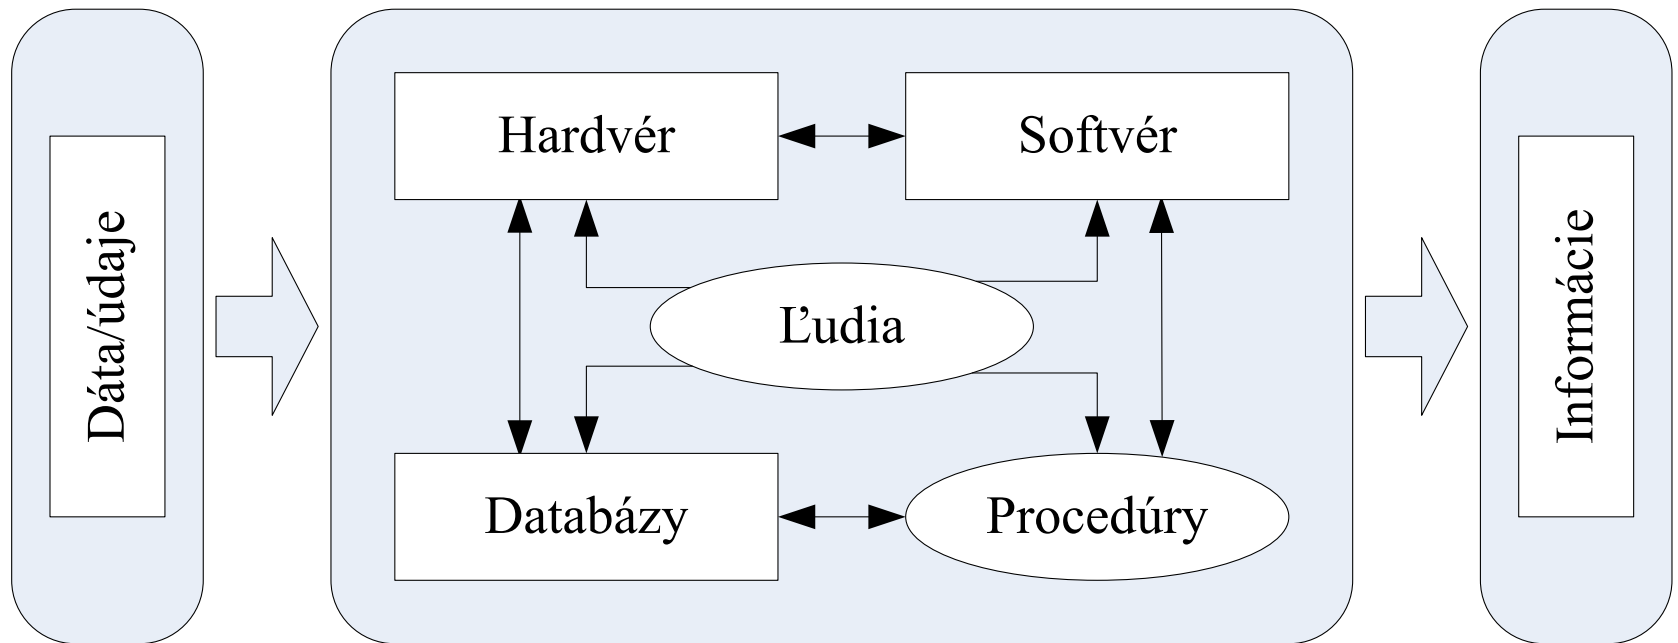 Dáta/údaje
Hardvér
Softvér
Ľudia
Databázy
Procedúry
Informácie